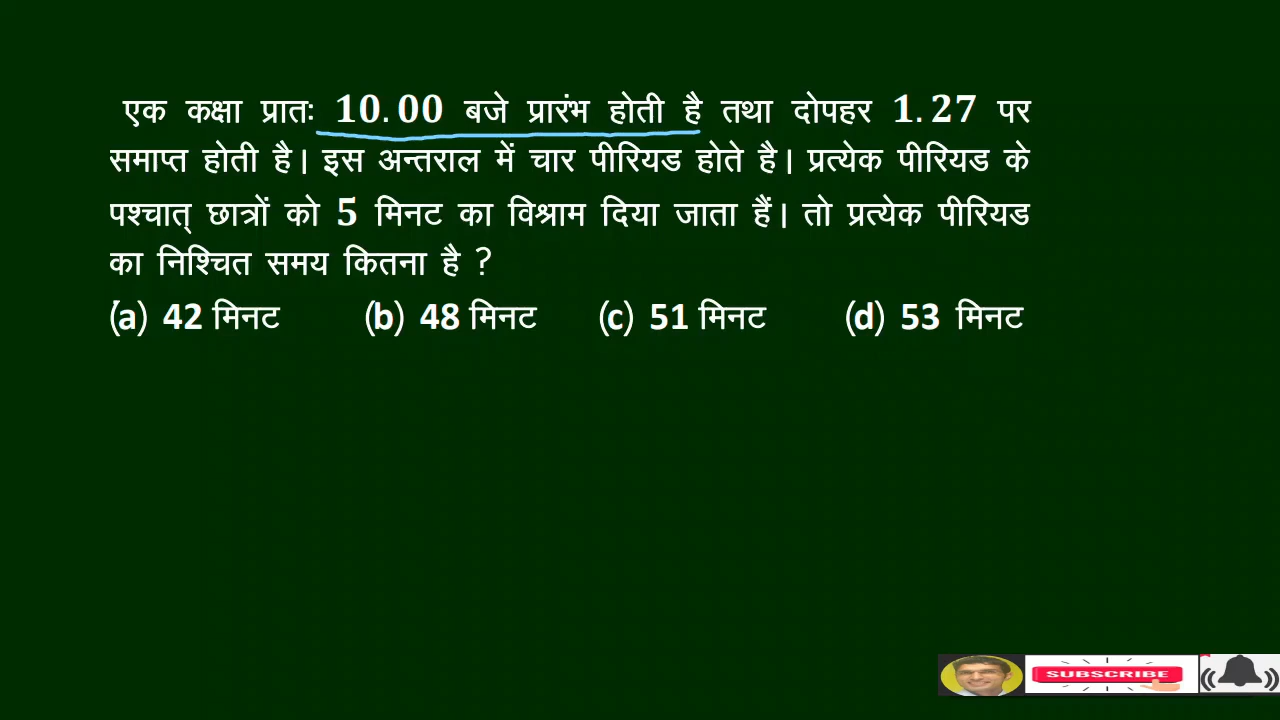 एक कक्षा प्रातः 10.00 बजे प्रारंभ होती है तथा दोपहर 1.27 पर
समाप्त होती है। इस अन्तराल में चार पीरियड होते है। प्रत्येक पीरियड के
पश्चात् छात्रों को 5 मिनट का विश्राम दिया जाता हैं। तो प्रत्येक पीरियड
का निश्चित समय कितना है ?
(a) 42 मिनट (b) 48 मिनट (c) 51 मिनट (d) 53 मिनट
SUBSCRIBE